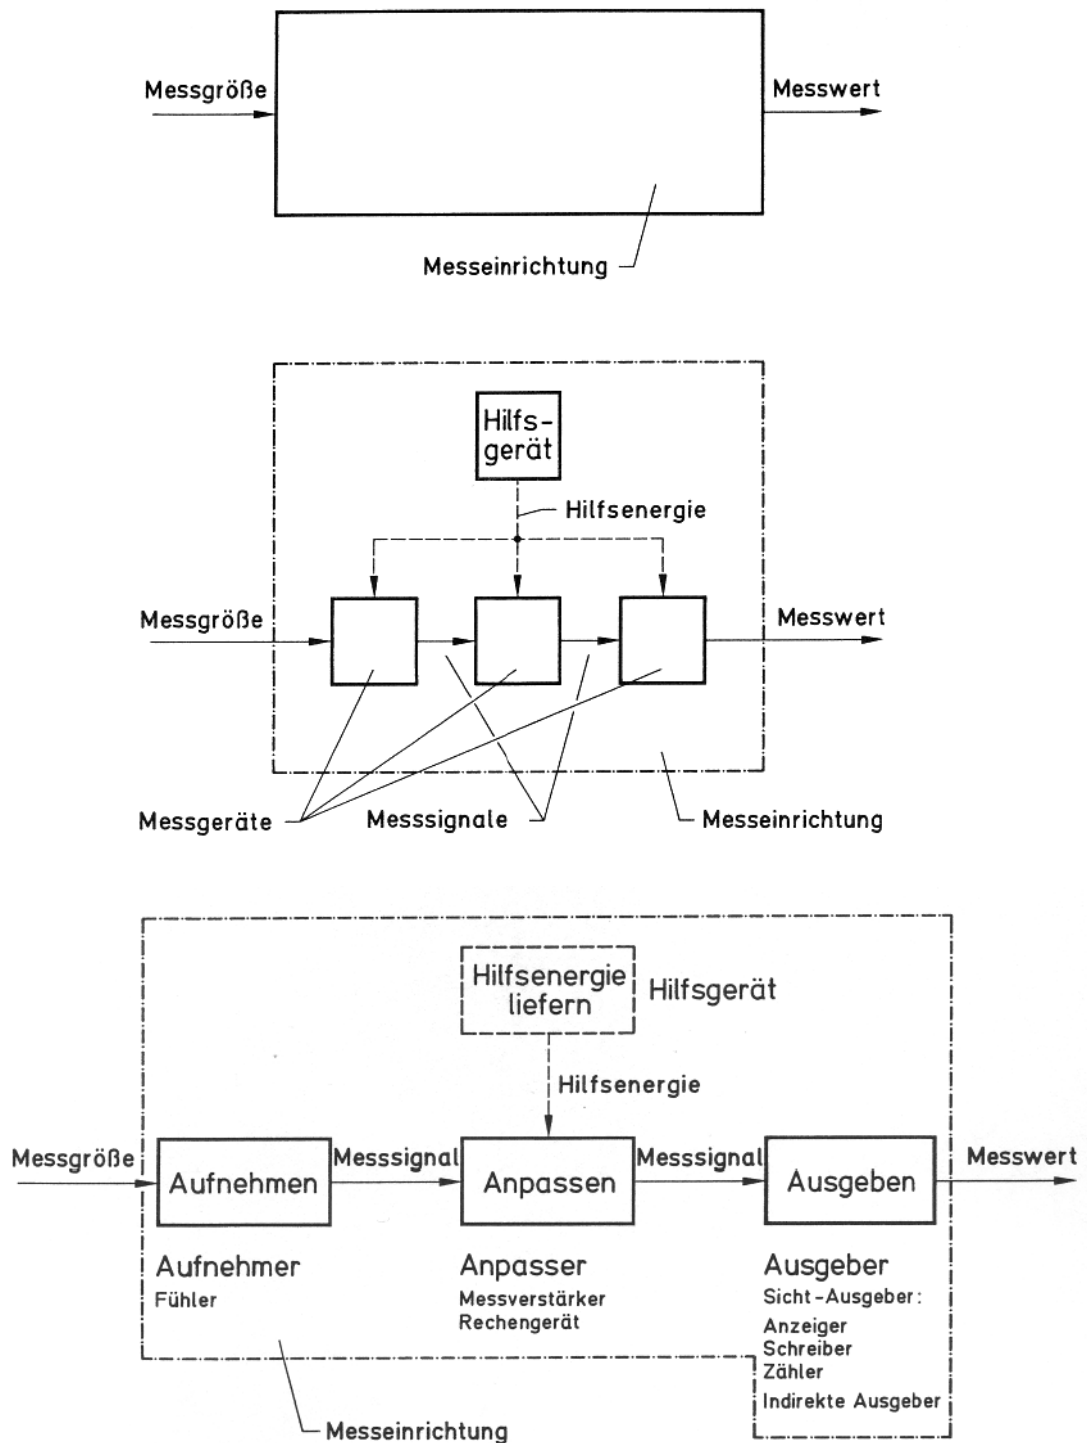 Messgröße
Messwert
Messeinrichtung
Hilfs-
gerät
Hilfsenergie
Messgröße
Messwert
Messgeräte
Messsignale
Messeinrichtung
Hilfsenergie
liefern
Hilfsgerät
Hilfsenergie
Messgröße
Messsignal
Messsignal
Messwert
Aufnehmen
Anpassen
Ausgeben
Aufnehmer
Fühler
Anpasser
Messverstärker
Rechengerät
Ausgeber
Sicht-Ausgeber:
Anzeiger
Schreiber
Zähler
Indirekte Ausgeber
Messeinrichtung